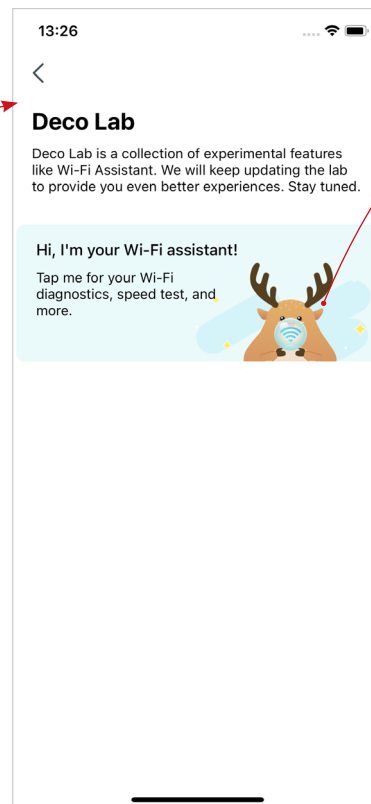 13:26
Deco Lab
Deco Lab is a collection of experimental features
like Wi-Fi Assistant. We will keep updating the lab
to provide you even better experiences. Stay tuned.
Hi, I'm your Wi-Fi assistant!
Tap me for your Wi-Fi
diagnostics, speed test, and
more.